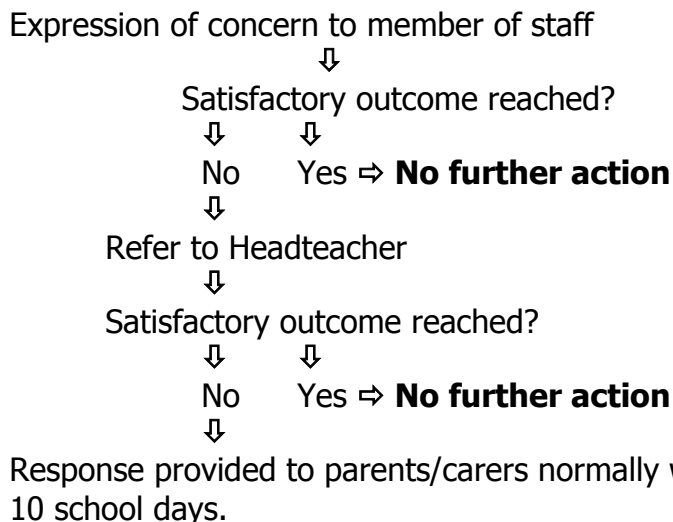 Expression of concern to member of staff
⇩
Satisfactory outcome reached?
⇩ ⇩
No Yes ⇨ No further action
⇩
Refer to Headteacher
⇩
Satisfactory outcome reached?
⇩ ⇩
No Yes ⇨ No further action
⇩
Response provided to parents/carers normally
10 school days.